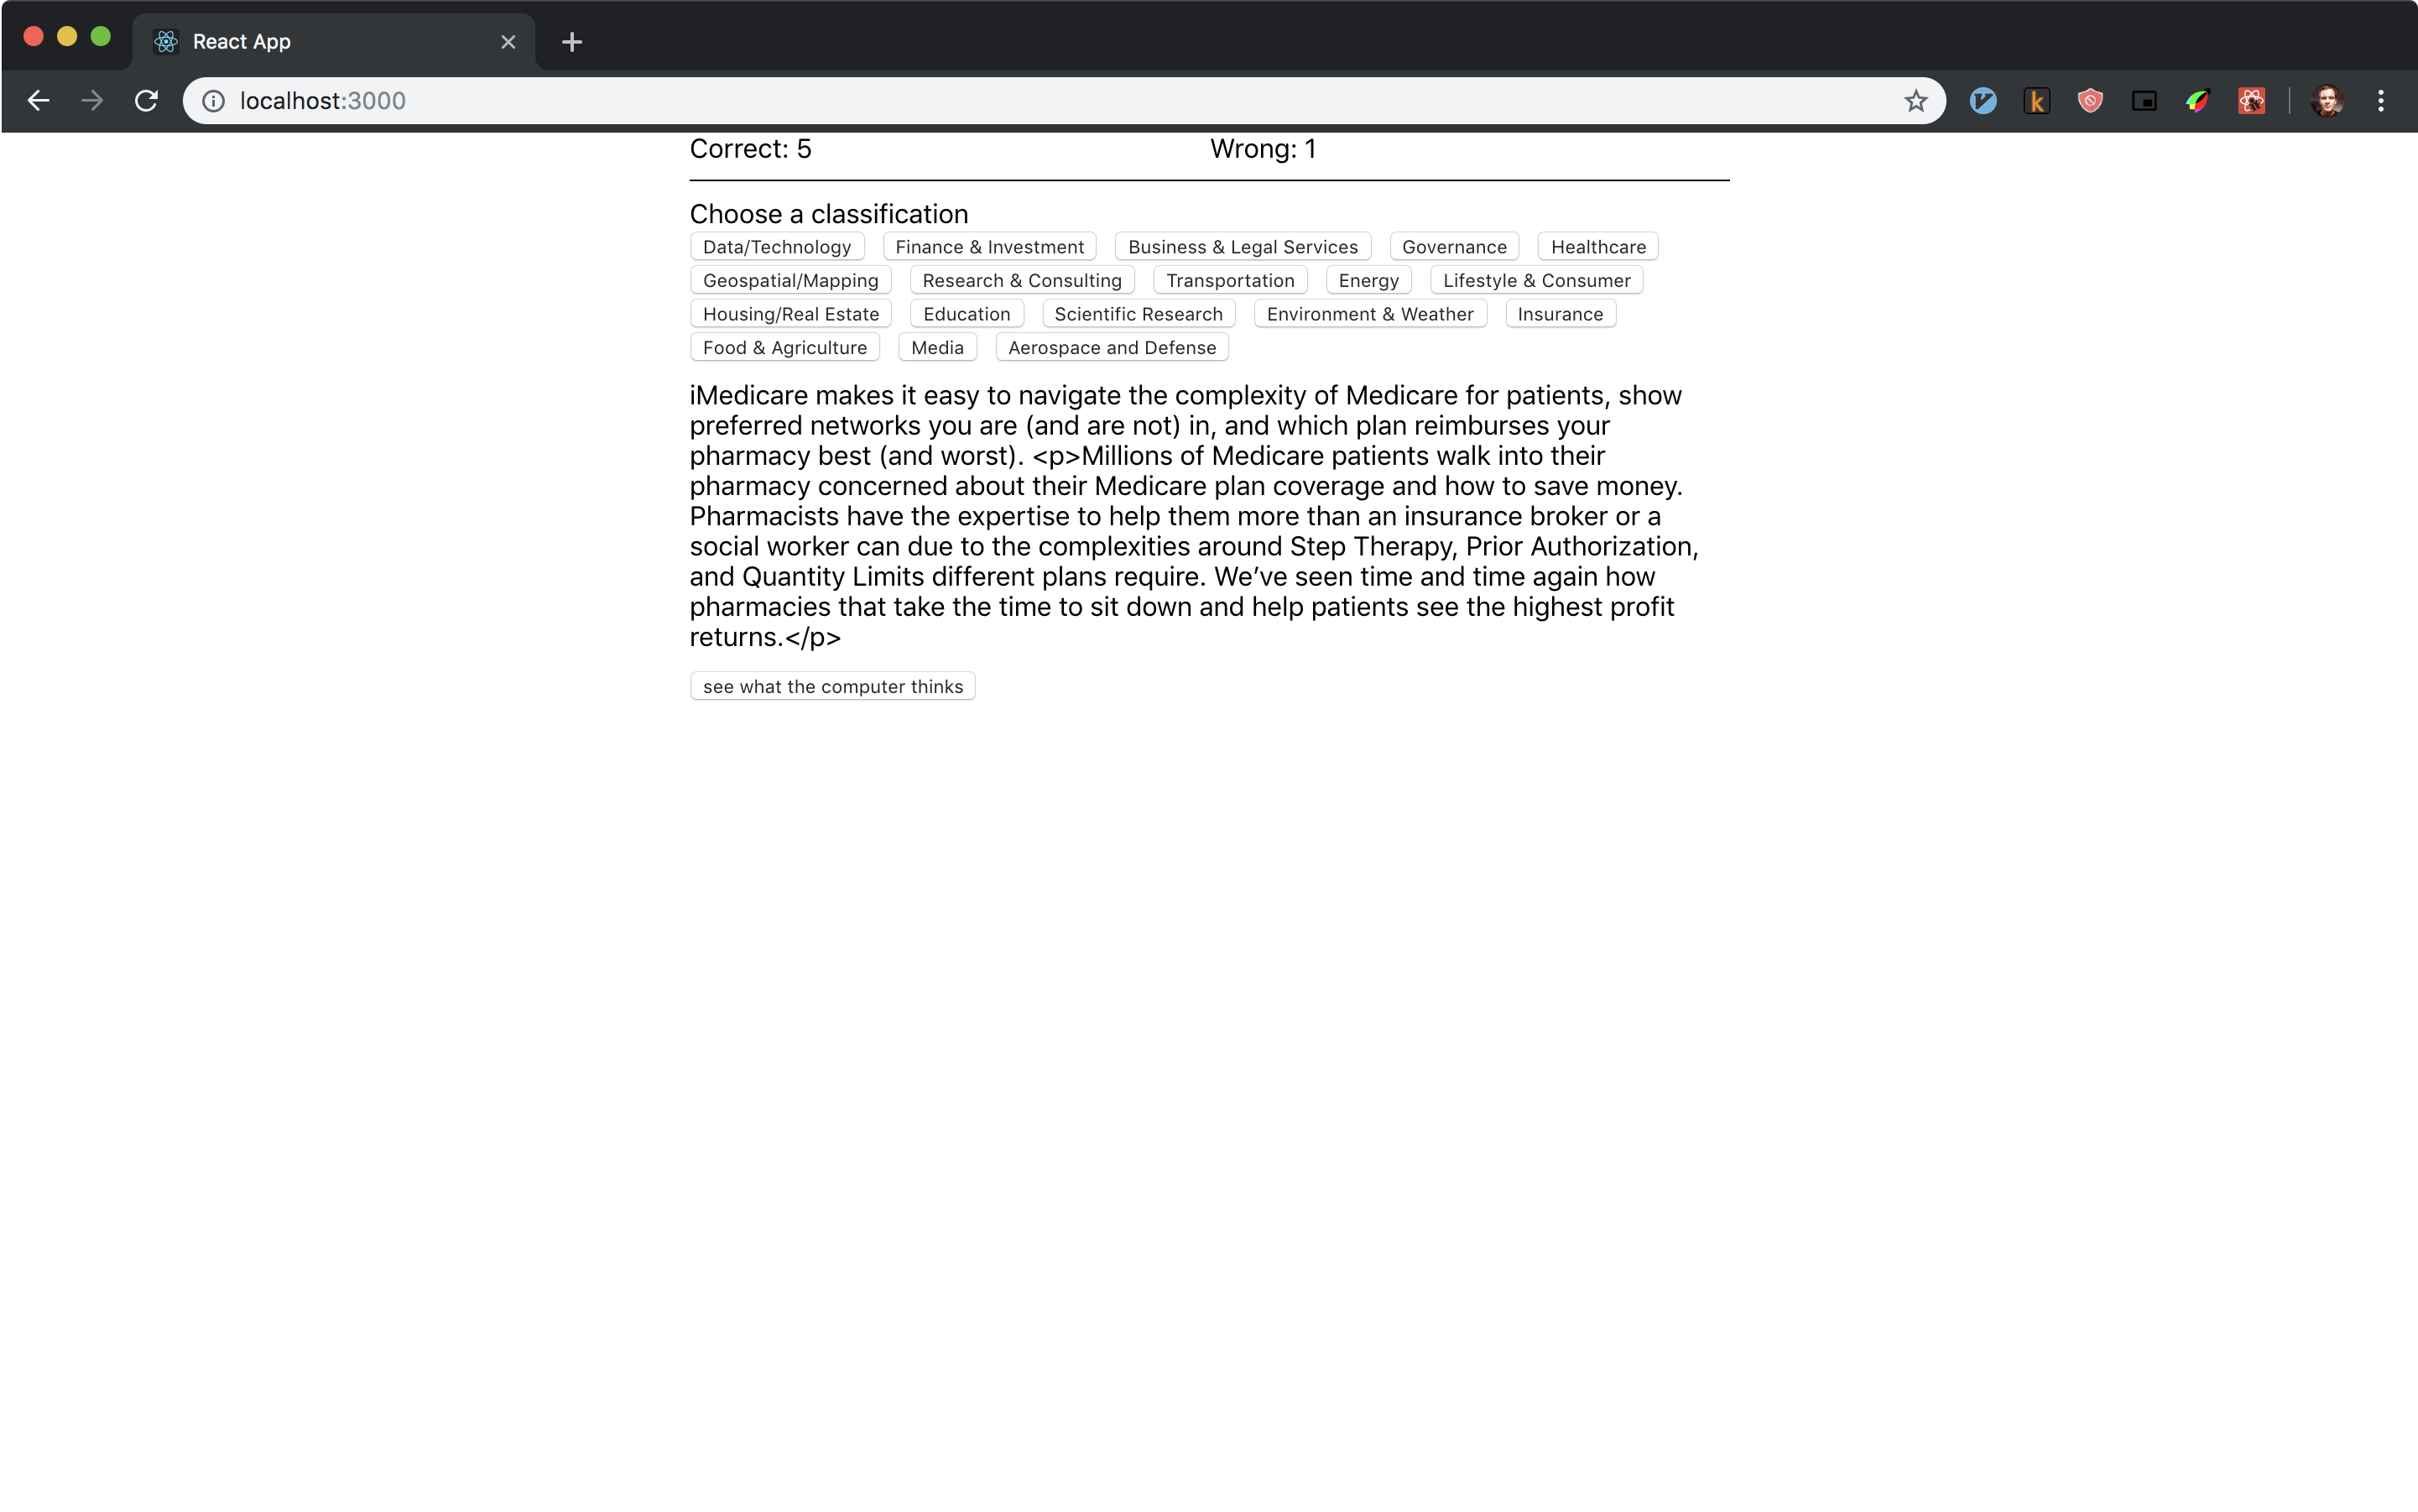 React App
localhost:3000
k
Correct: 5 Wrong: 1
Choose a classification
Data/Technology Finance & Investment Business & Legal Services Governance Healthcare
Geospatial/Mapping Research & Consulting Transportation Energy Lifestyle & Consumer
Housing/Real Estate Education Scientific Research Environment & Weather Insurance
Food & Agriculture Media Aerospace and Defense
iMedicare makes it easy to navigate the complexity of Medicare for patients, show
preferred networks you are (and are not) in, and which plan reimburses your
pharmacy best (and worst). <p>Millions of Medicare patients walk into their
pharmacy concerned about their Medicare plan coverage and how to save money.
Pharmacists have the expertise to help them more than an insurance broker or a
social worker can due to the complexities around Step Therapy, Prior Authorization,
and Quantity Limits different plans require. We’ve seen time and time again how
pharmacies that take the time to sit down and help patients see the highest profit
returns.</p>
see what the computer thinks